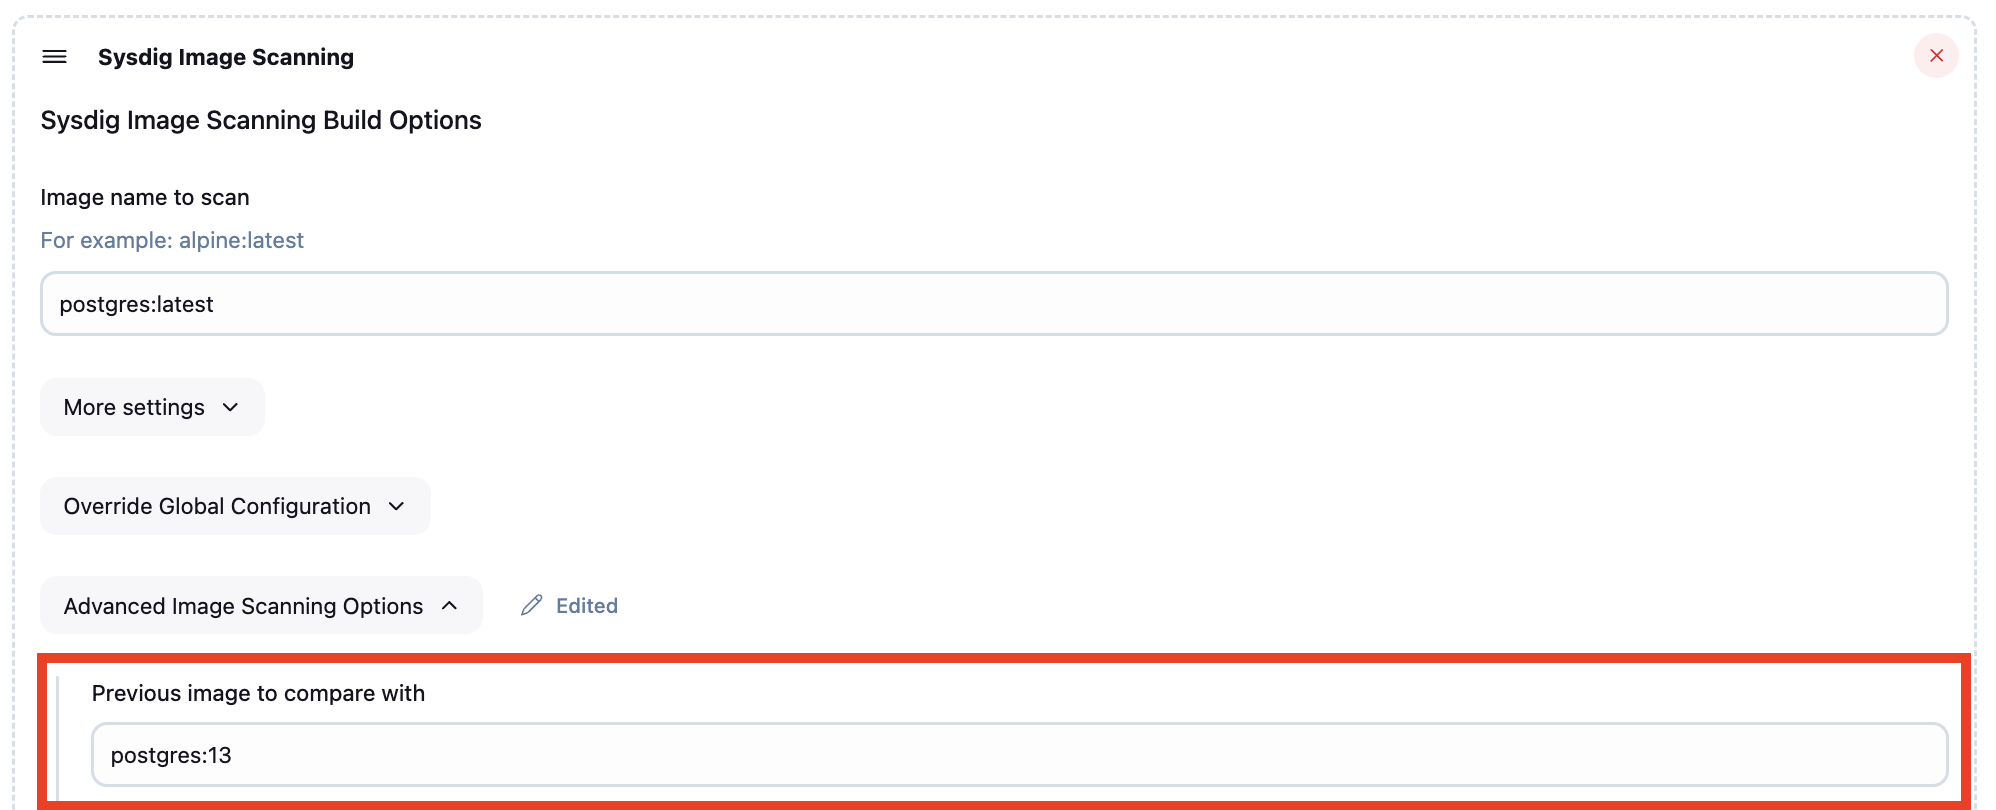 Sysdig Image Scanning
Sysdig Image Scanning Build Options
Image name to scan
For example: alpine:latest
postgres:latest
More settings
Override Global Configuration
Advanced Image Scanning Options
Edited
Previous image to compare with
postgres:13